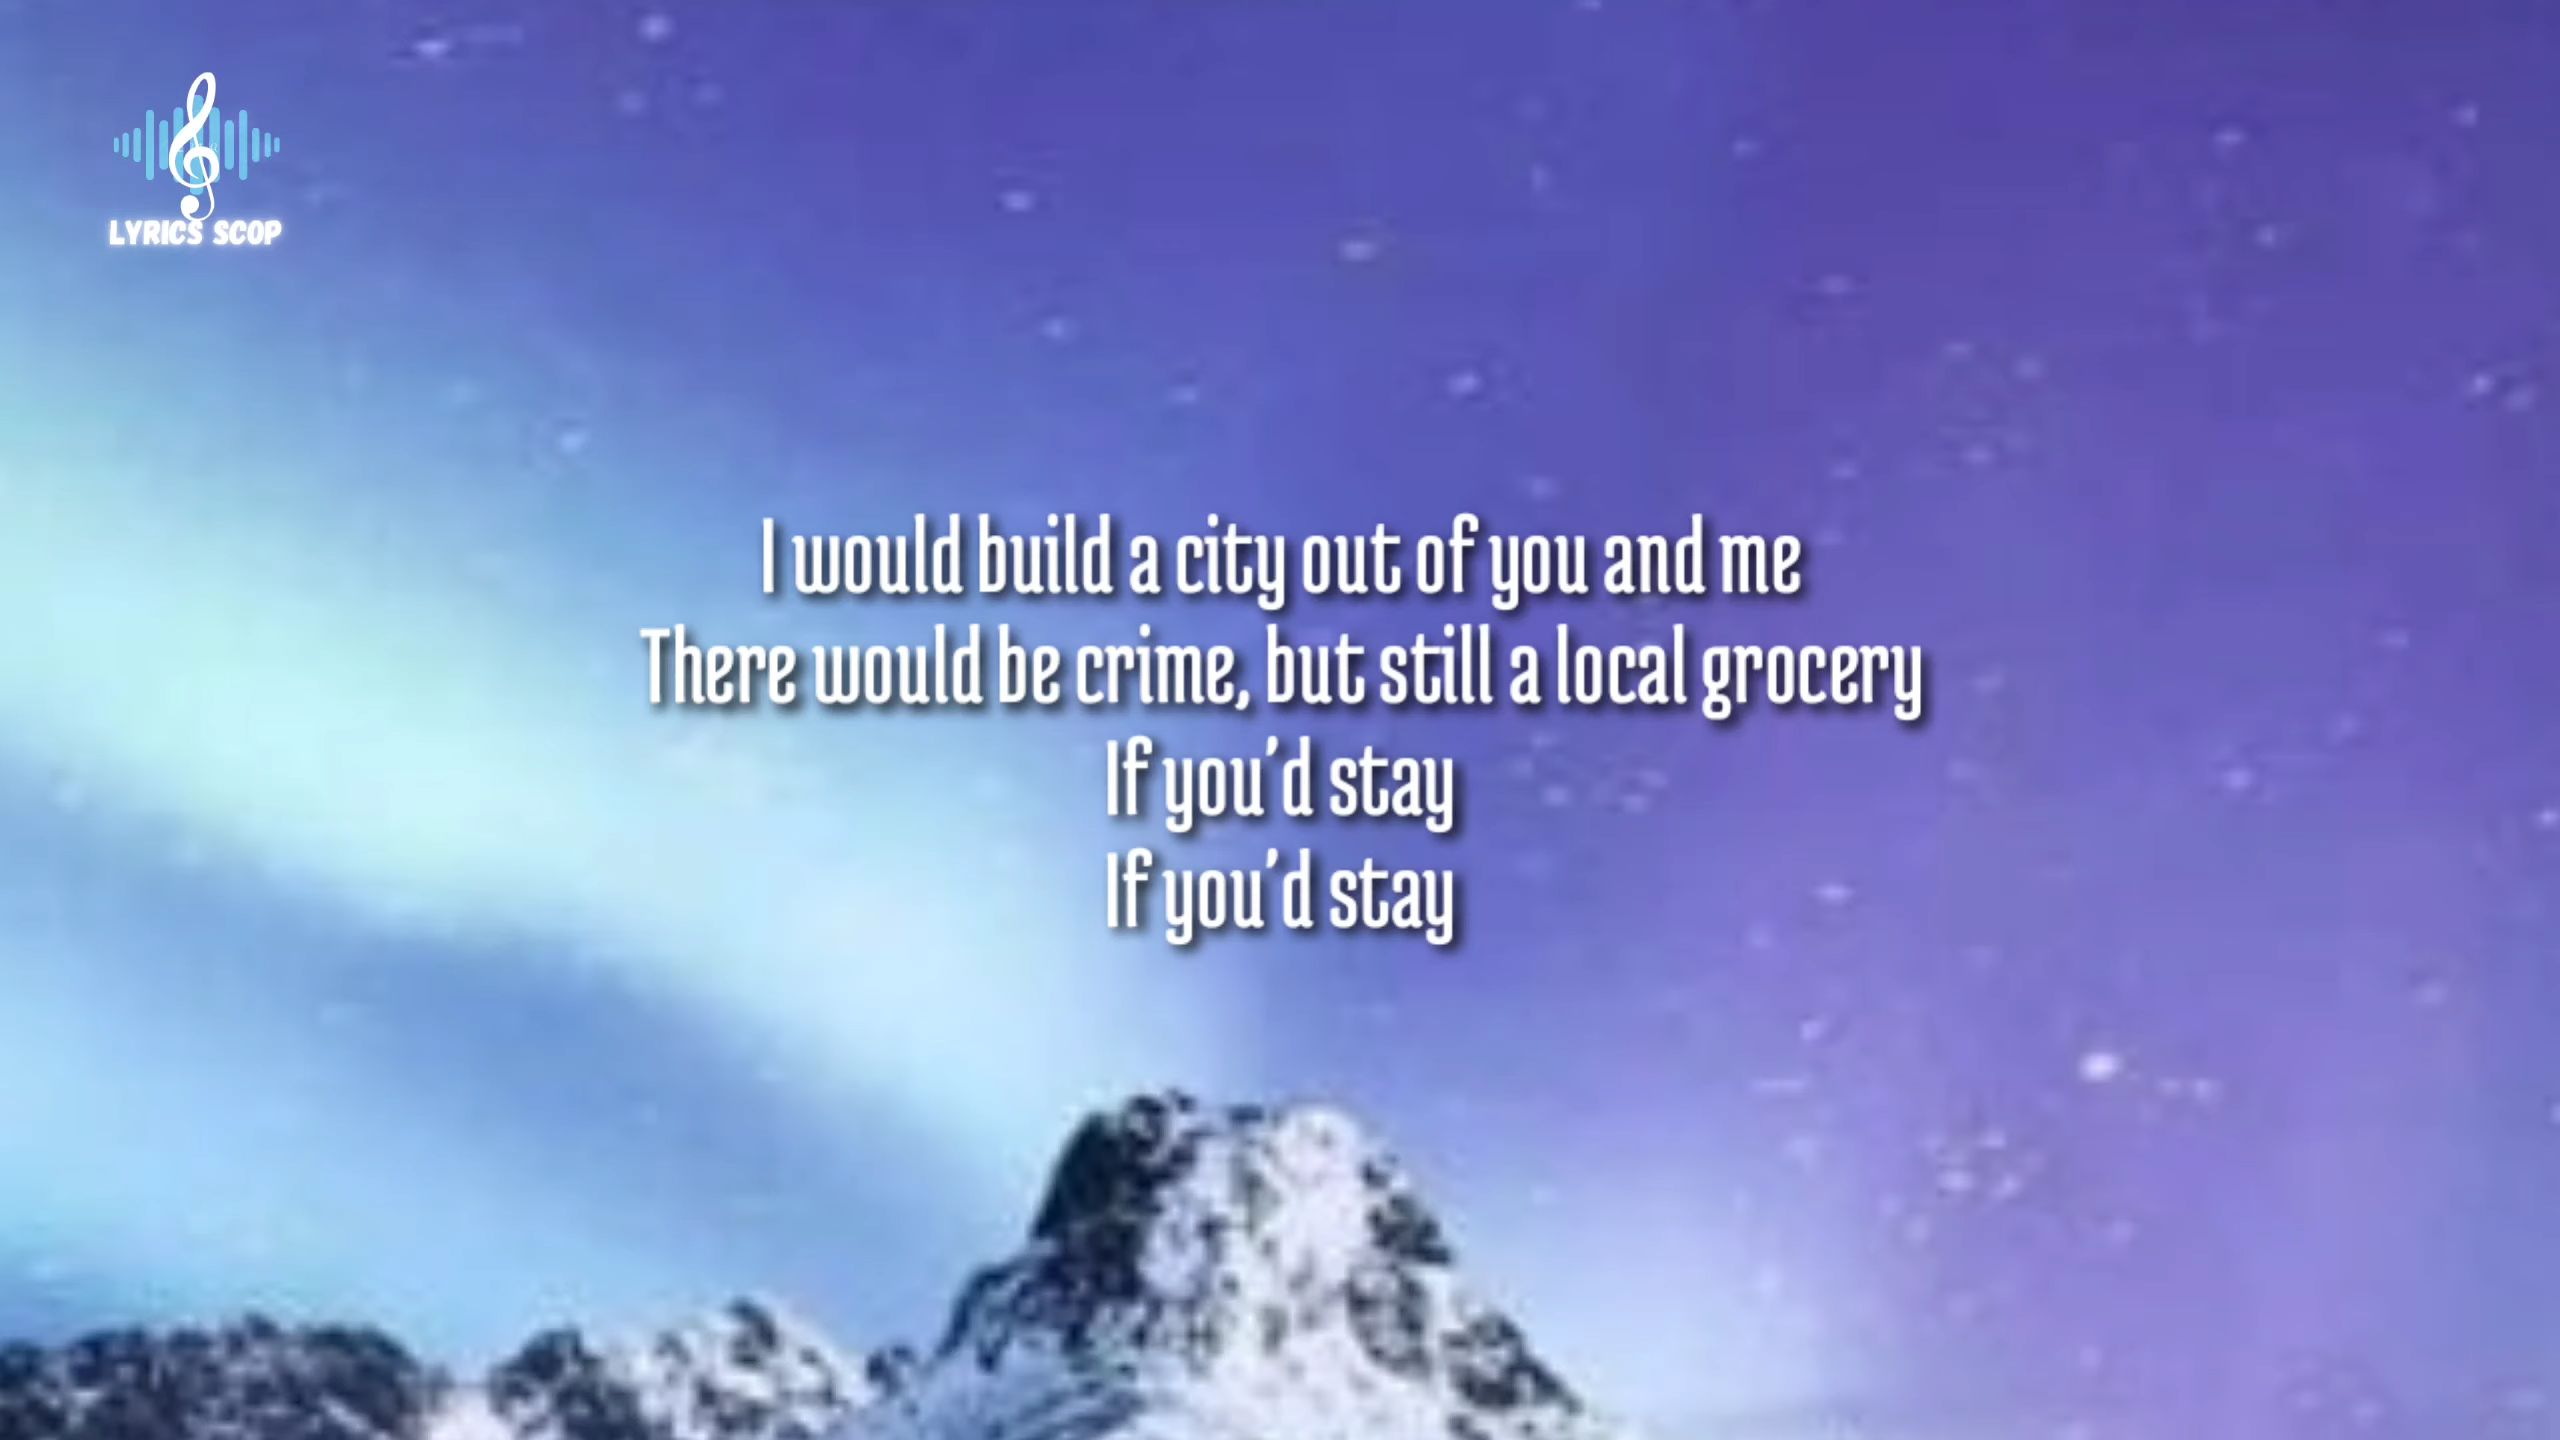 LYRICS SCOP
I would build a city out of you and me
There would be crime, but still a local grocery
If you'd stay
If you'd stay